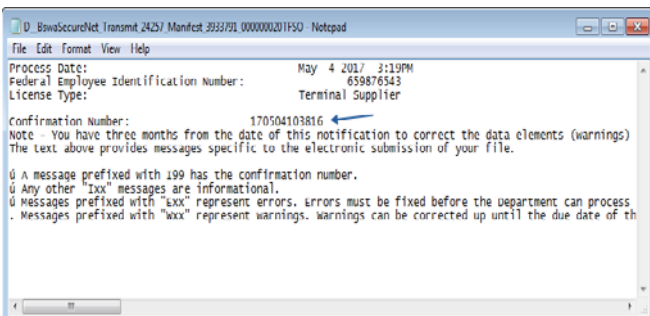 D__BswaSecureNet_Transmit_24257_Manifest_3933791_000000020TFSO - Notepad
File Edit Format View Help
Process Date: May 4 2017 3:19PM
Federal Employee Identification Number: 659876543
License Type: Terminal Supplier
Confirmation Number: 170504103816
Note - You have three months from the date of this notification to correct the data elements (warnings)
The text above provides messages specific to the electronic submission of your file.
ú A message prefixed with I99 has the confirmation number.
ú Any other "Ixx" messages are informational.
ú Messages prefixed with "Exx" represent errors. Errors must be fixed before the Department can process
. Messages prefixed with "Wxx" represent warnings. Warnings can be corrected up until the due date of th